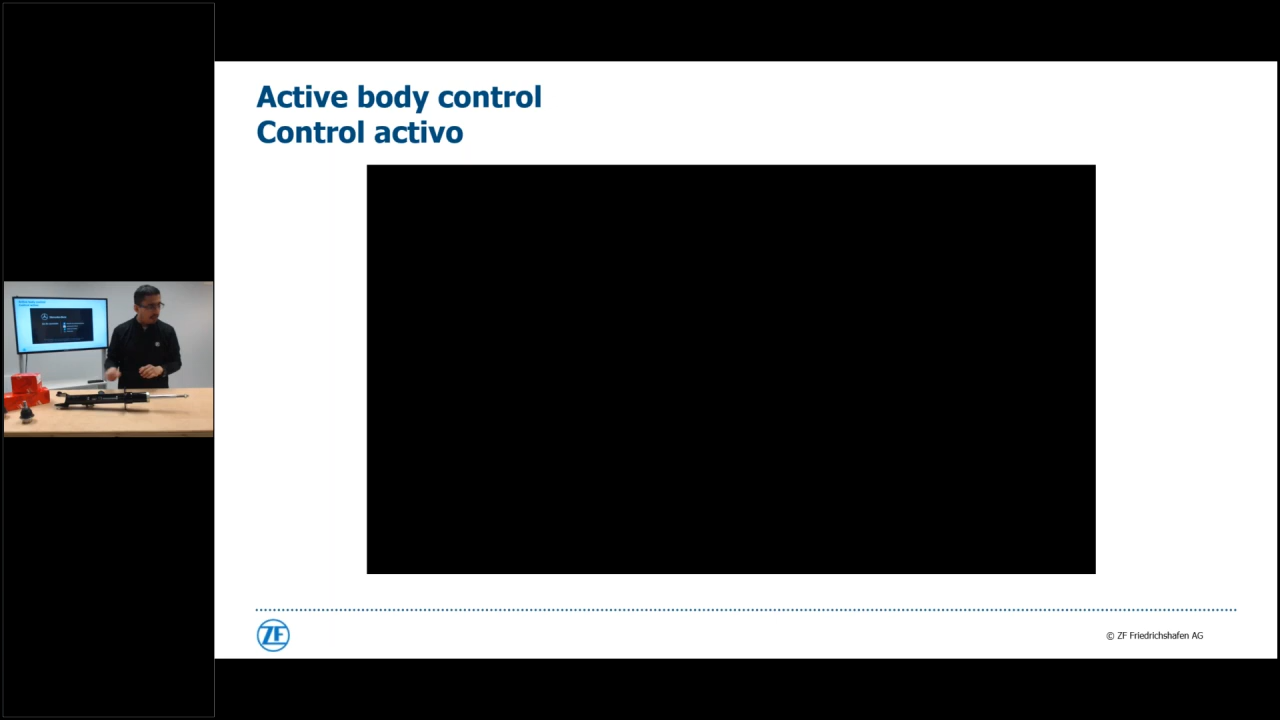 Active body control
Control activo
ZF
© ZF Friedrichshafen AG